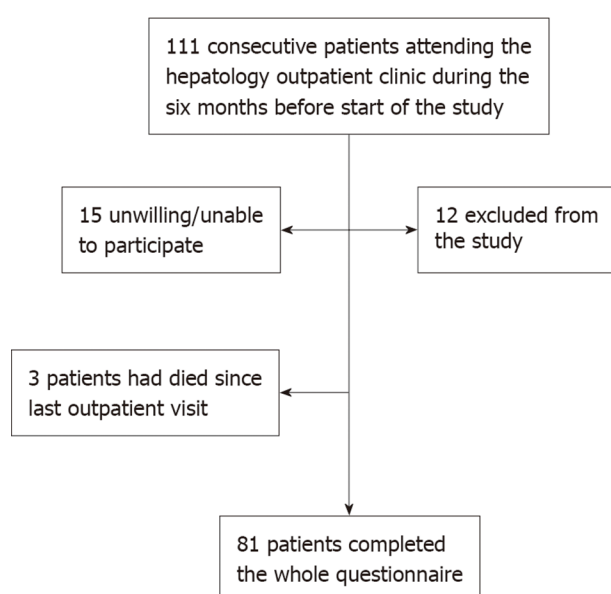 111 consecutive patients attending the
hepatology outpatient clinic during the
six months before start of the study
15 unwilling/unable
to participate
12 excluded from
the study
3 patients had died since
last outpatient visit
81 patients completed
the whole questionnaire